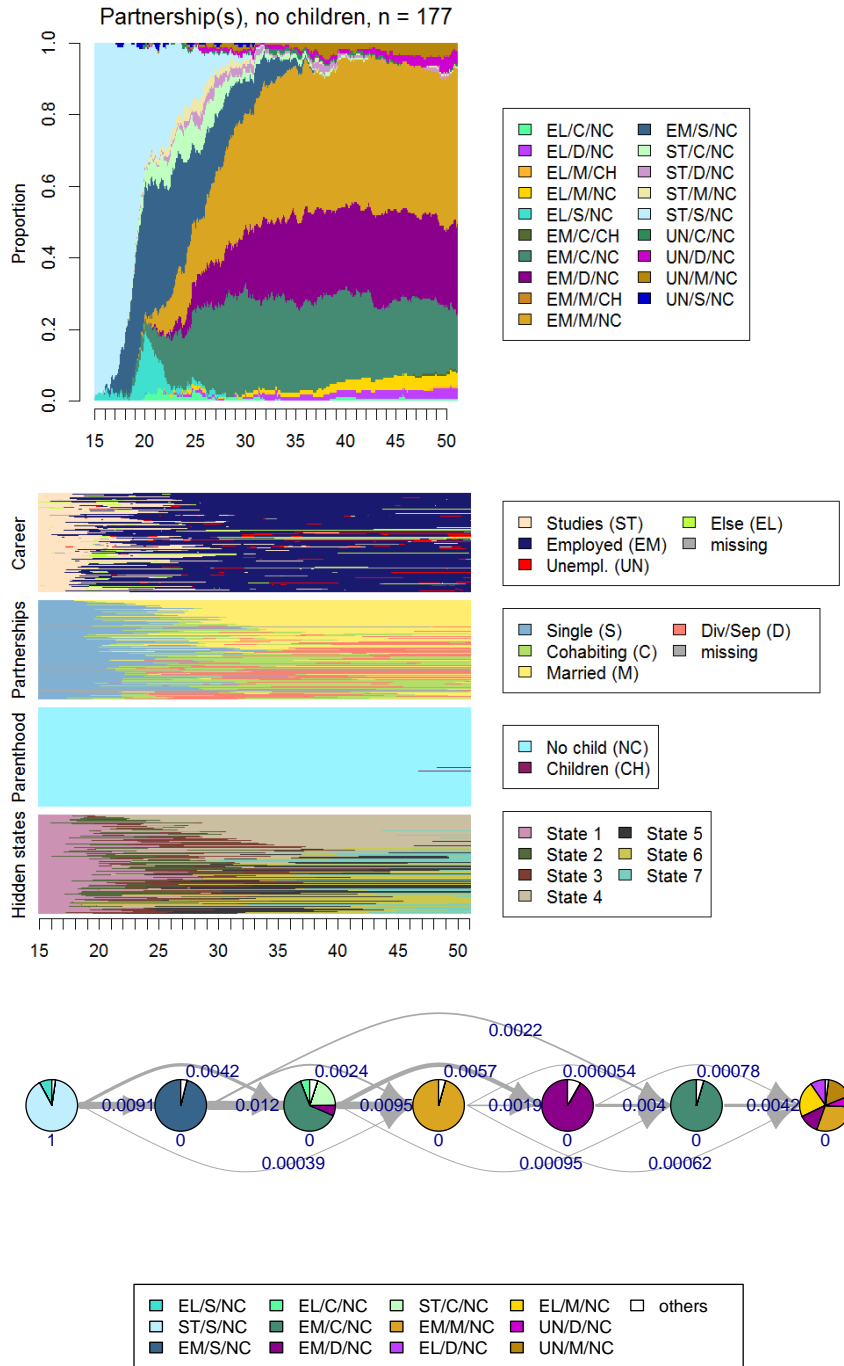 Partnership(s), no children, n = 177
Proportion
0.0 0.2 0.4 0.6 0.8 1.0
15 20 25 30 35 40 45 50
EL/C/NC EM/S/NC
EL/D/NC ST/C/NC
EL/M/CH ST/D/NC
EL/M/NC ST/M/NC
EL/S/NC ST/S/NC
EM/C/CH UN/C/NC
EM/C/NC UN/D/NC
EM/D/NC UN/M/NC
EM/M/CH UN/S/NC
EM/M/NC
Career
Studies (ST) Else (EL)
Employed (EM) missing
Unempl. (UN)
Partnerships
Single (S) Div/Sep (D)
Cohabiting (C) missing
Married (M)
Parenthood
No child (NC)
Children (CH)
Hidden states
State 1 State 5
State 2 State 6
State 3 State 7
State 4
15 20 25 30 35 40 45 50
0.0022
0.0042 0.0024 0.0057 0.000054 0.00078
0.0091 0.012 0.0095 0.0019 0.004 0.0042
1 0 0 0 0 0 0
0.00039 0.00095 0.00062
EL/S/NC EL/C/NC ST/C/NC EL/M/NC others
ST/S/NC EM/C/NC EM/M/NC UN/D/NC
EM/S/NC EM/D/NC EL/D/NC UN/M/NC